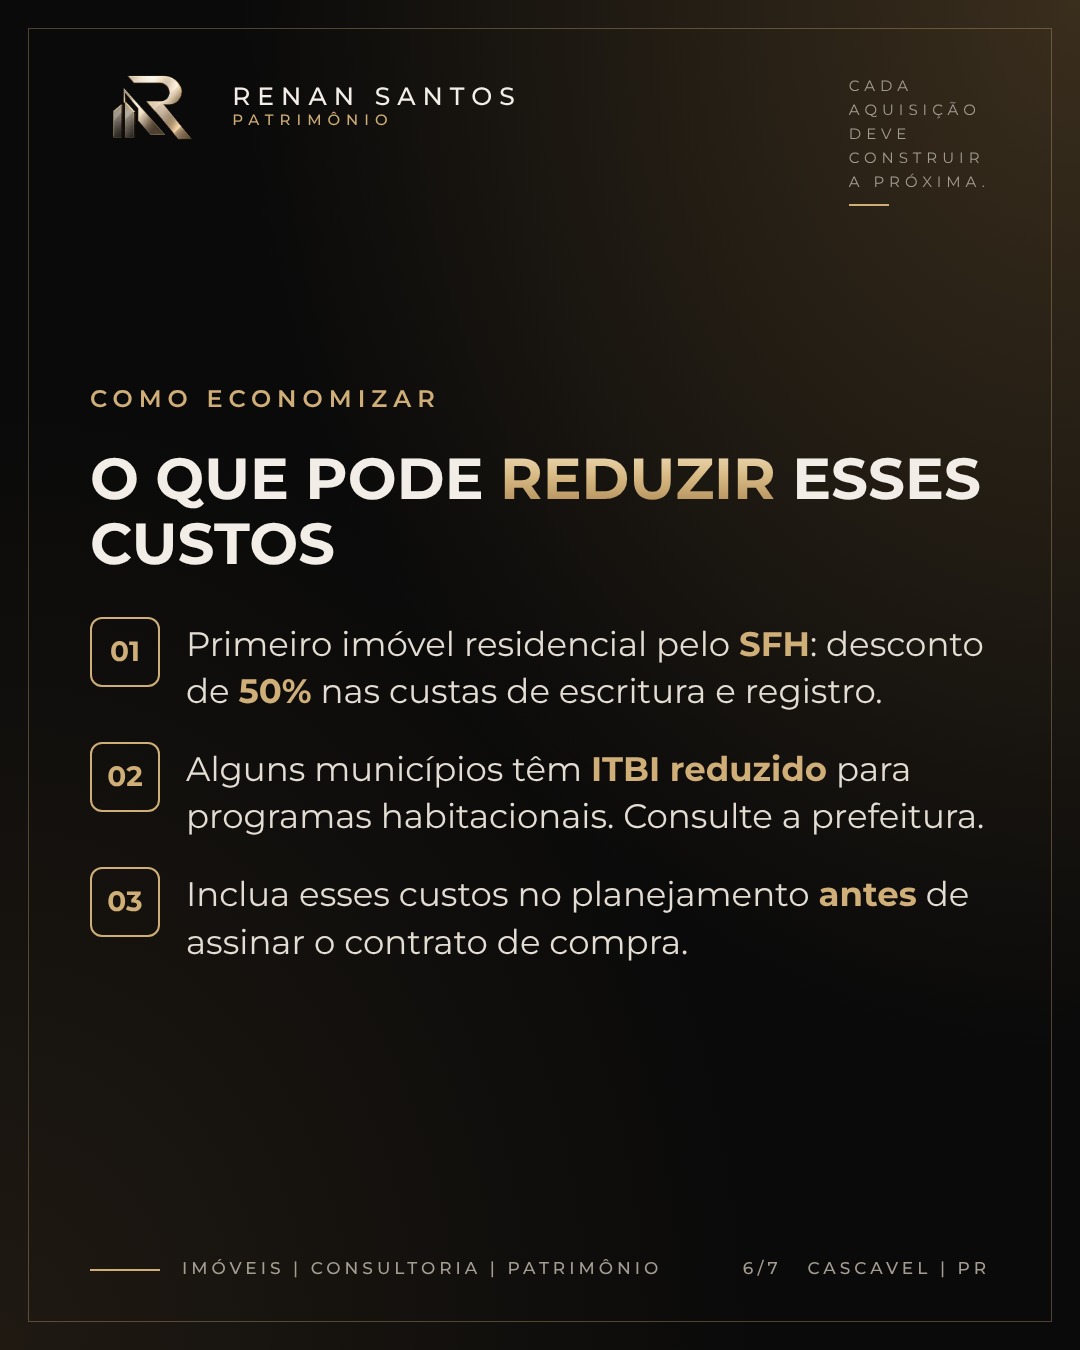 RENAN SANTOS
PATRIMÔNIO
CADA
AQUISIÇÃO
DEVE
CONSTRUIR
A PRÓXIMA.
COMO ECONOMIZAR
O QUE PODE REDUZIR ESSES
CUSTOS
01
Primeiro imóvel residencial pelo SFH: desconto
de 50% nas custas de escritura e registro.
02
Alguns municípios têm ITBI reduzido para
programas habitacionais. Consulte a prefeitura.
03
Inclua esses custos no planejamento antes de
assinar o contrato de compra.
IMÓVEIS | CONSULTORIA | PATRIMÔNIO 6/7 CASCAVEL | PR